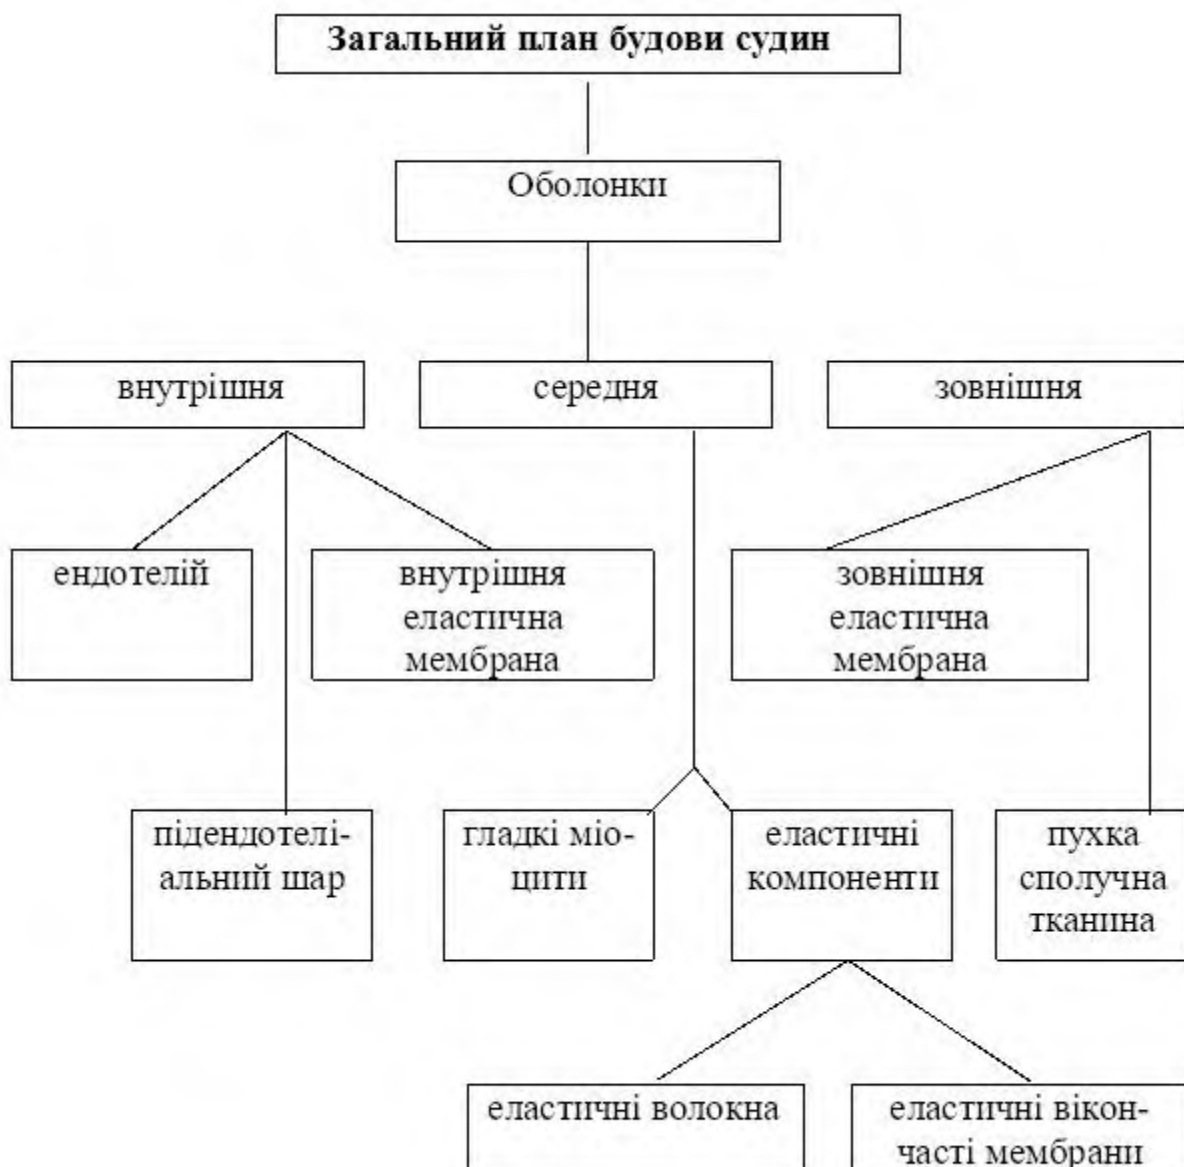 Загальний план будови судин
Оболонки
внутрішня
середня
зовнішня
ендотелій
внутрішня
еластична
мембрана
зовнішня
еластична
мембрана
підендотелі-
альний шар
гладкі міо-
цити
еластичні
компоненти
пухка
сполучна
тканина
еластичні волокна
еластичні вікон-
часті мембрани